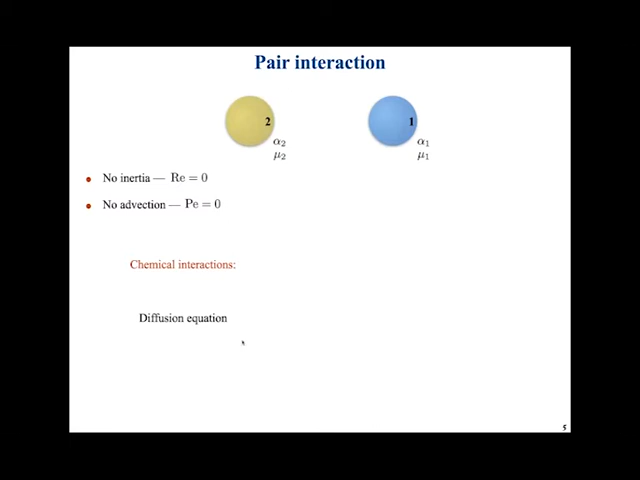 Pair interaction
2
1
α₂
μ₂
α₁
μ₁
• No inertia — Re = 0
• No advection — Pe = 0
Chemical interactions:
Diffusion equation
5